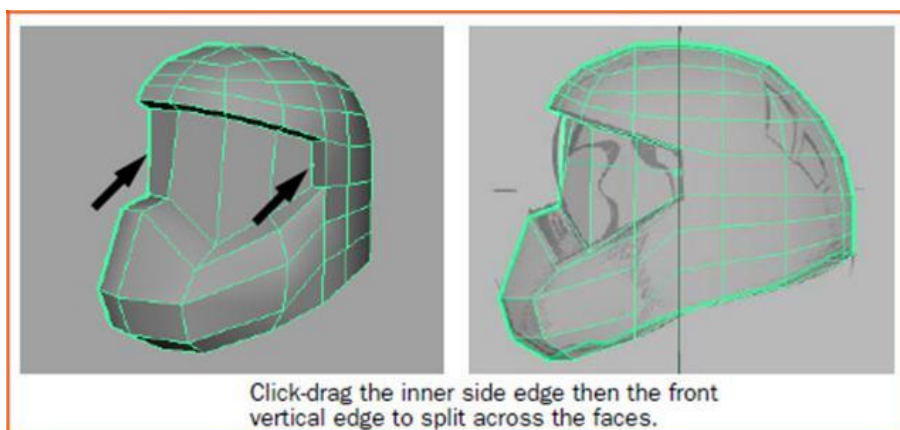 Click-drag the inner side edge then the front
vertical edge to split across the faces.